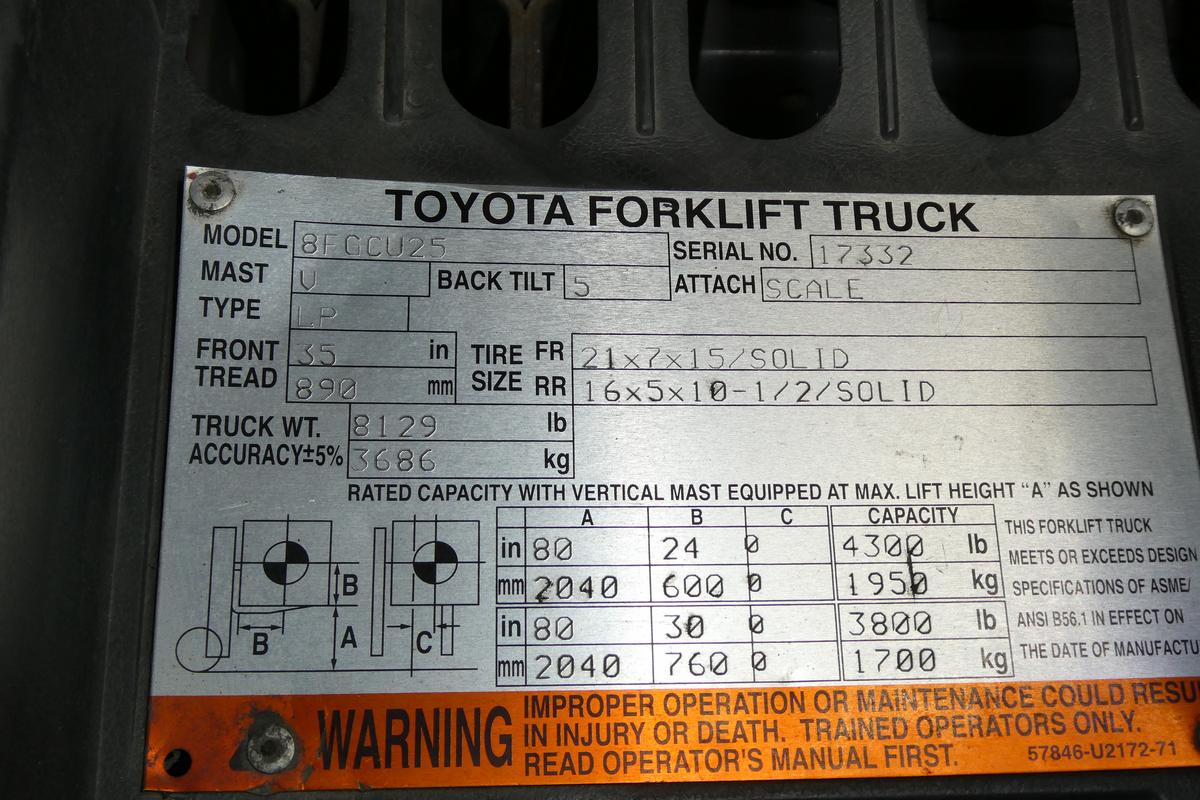 TOYOTA FORKLIFT TRUCK
MODEL 8FGCU25 SERIAL NO. 17332
MAST V BACK TILT 5 ATTACH SCALE
TYPE LP
FRONT TREAD 35 in TIRE SIZE FR 21x7x15/SOLID
890 mm RR 16x5x10-1/2/SOLID
TRUCK WT. 8129 lb
ACCURACY±5% 3686 kg
RATED CAPACITY WITH VERTICAL MAST EQUIPPED AT MAX. LIFT HEIGHT "A" AS SHOWN
A B C CAPACITY
in 80 24 0 4300 lb
mm 2040 600 0 1950 kg
in 80 30 0 3800 lb
mm 2040 760 0 1700 kg
B B A C
THIS FORKLIFT TRUCK
MEETS OR EXCEEDS DESIGN
SPECIFICATIONS OF ASME/
ANSI B56.1 IN EFFECT ON
THE DATE OF MANUFACTU
WARNING
IMPROPER OPERATION OR MAINTENANCE COULD RESU
IN INJURY OR DEATH. TRAINED OPERATORS ONLY.
READ OPERATOR'S MANUAL FIRST. 57846-U2172-71